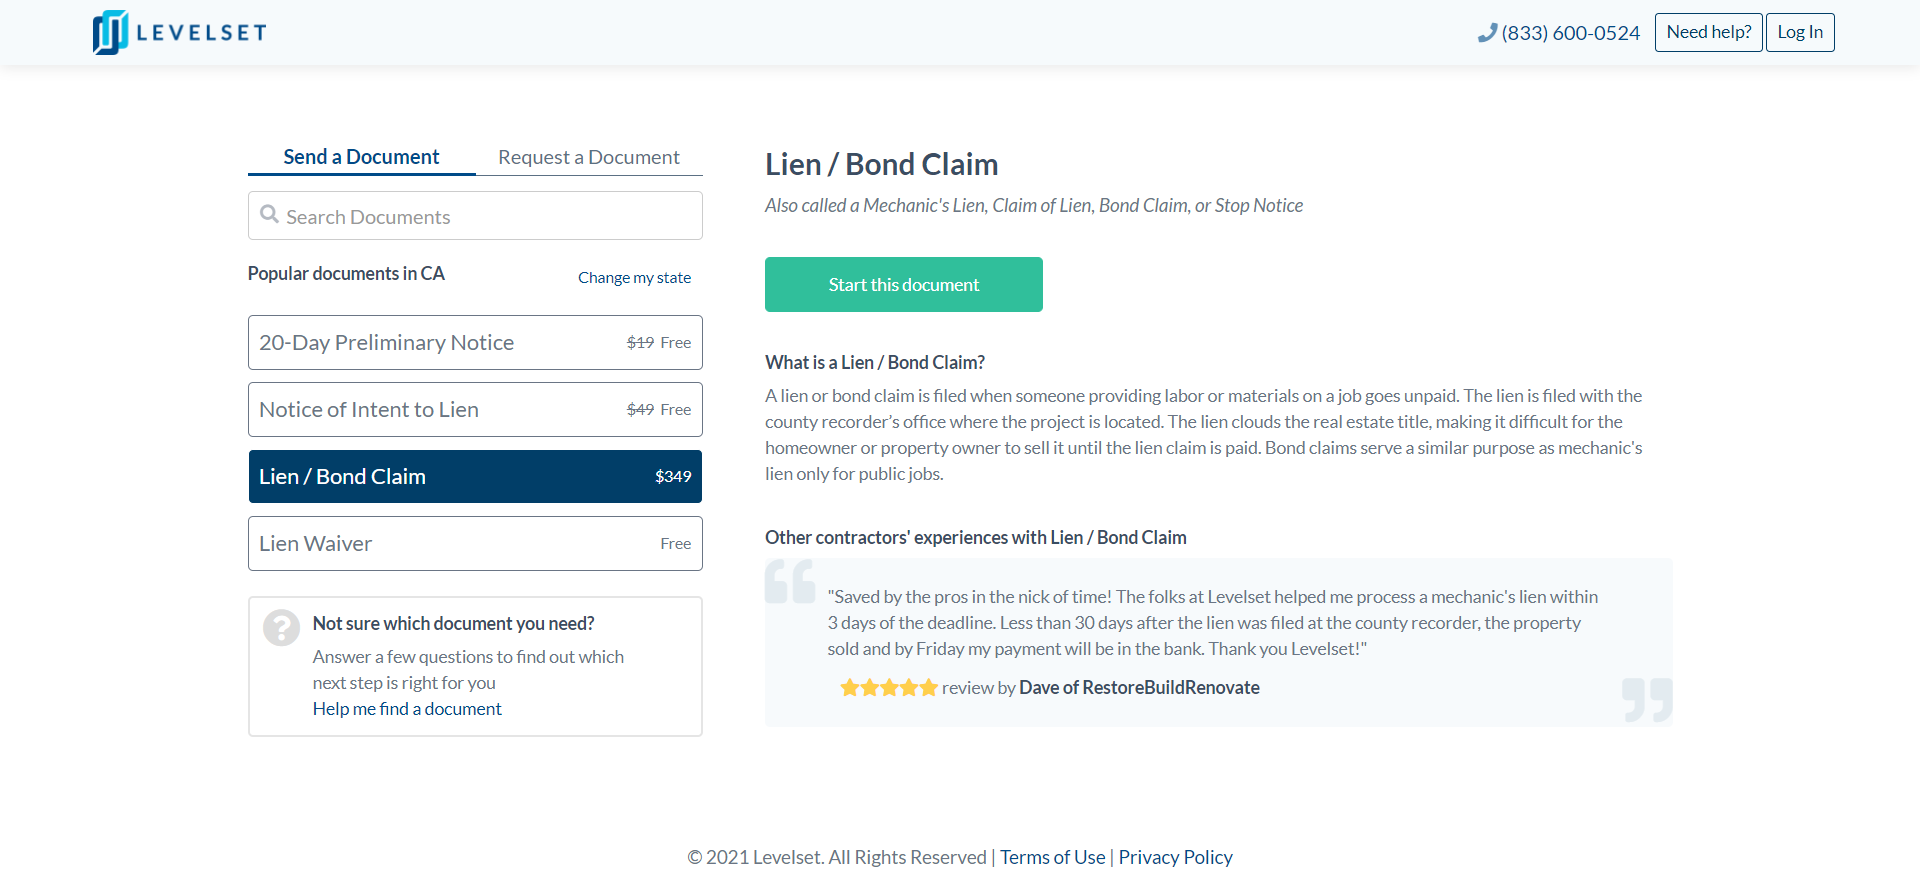 LEVELSET
(833) 600-0524
Need help?
Log In
Send a Document
Request a Document
Search Documents
Popular documents in CA
Change my state
20-Day Preliminary Notice $19 Free
Notice of Intent to Lien $49 Free
Lien / Bond Claim $349
Lien Waiver Free
Not sure which document you need?
Answer a few questions to find out which
next step is right for you
Help me find a document
Lien / Bond Claim
Also called a Mechanic's Lien, Claim of Lien, Bond Claim, or Stop Notice
Start this document
What is a Lien / Bond Claim?
A lien or bond claim is filed when someone providing labor or materials on a job goes unpaid. The lien is filed with the
county recorder’s office where the project is located. The lien clouds the real estate title, making it difficult for the
homeowner or property owner to sell it until the lien claim is paid. Bond claims serve a similar purpose as mechanic's
lien only for public jobs.
Other contractors' experiences with Lien / Bond Claim
"Saved by the pros in the nick of time! The folks at Levelset helped me process a mechanic's lien within
3 days of the deadline. Less than 30 days after the lien was filed at the county recorder, the property
sold and by Friday my payment will be in the bank. Thank you Levelset!"
review by Dave of RestoreBuildRenovate
© 2021 Levelset. All Rights Reserved | Terms of Use | Privacy Policy